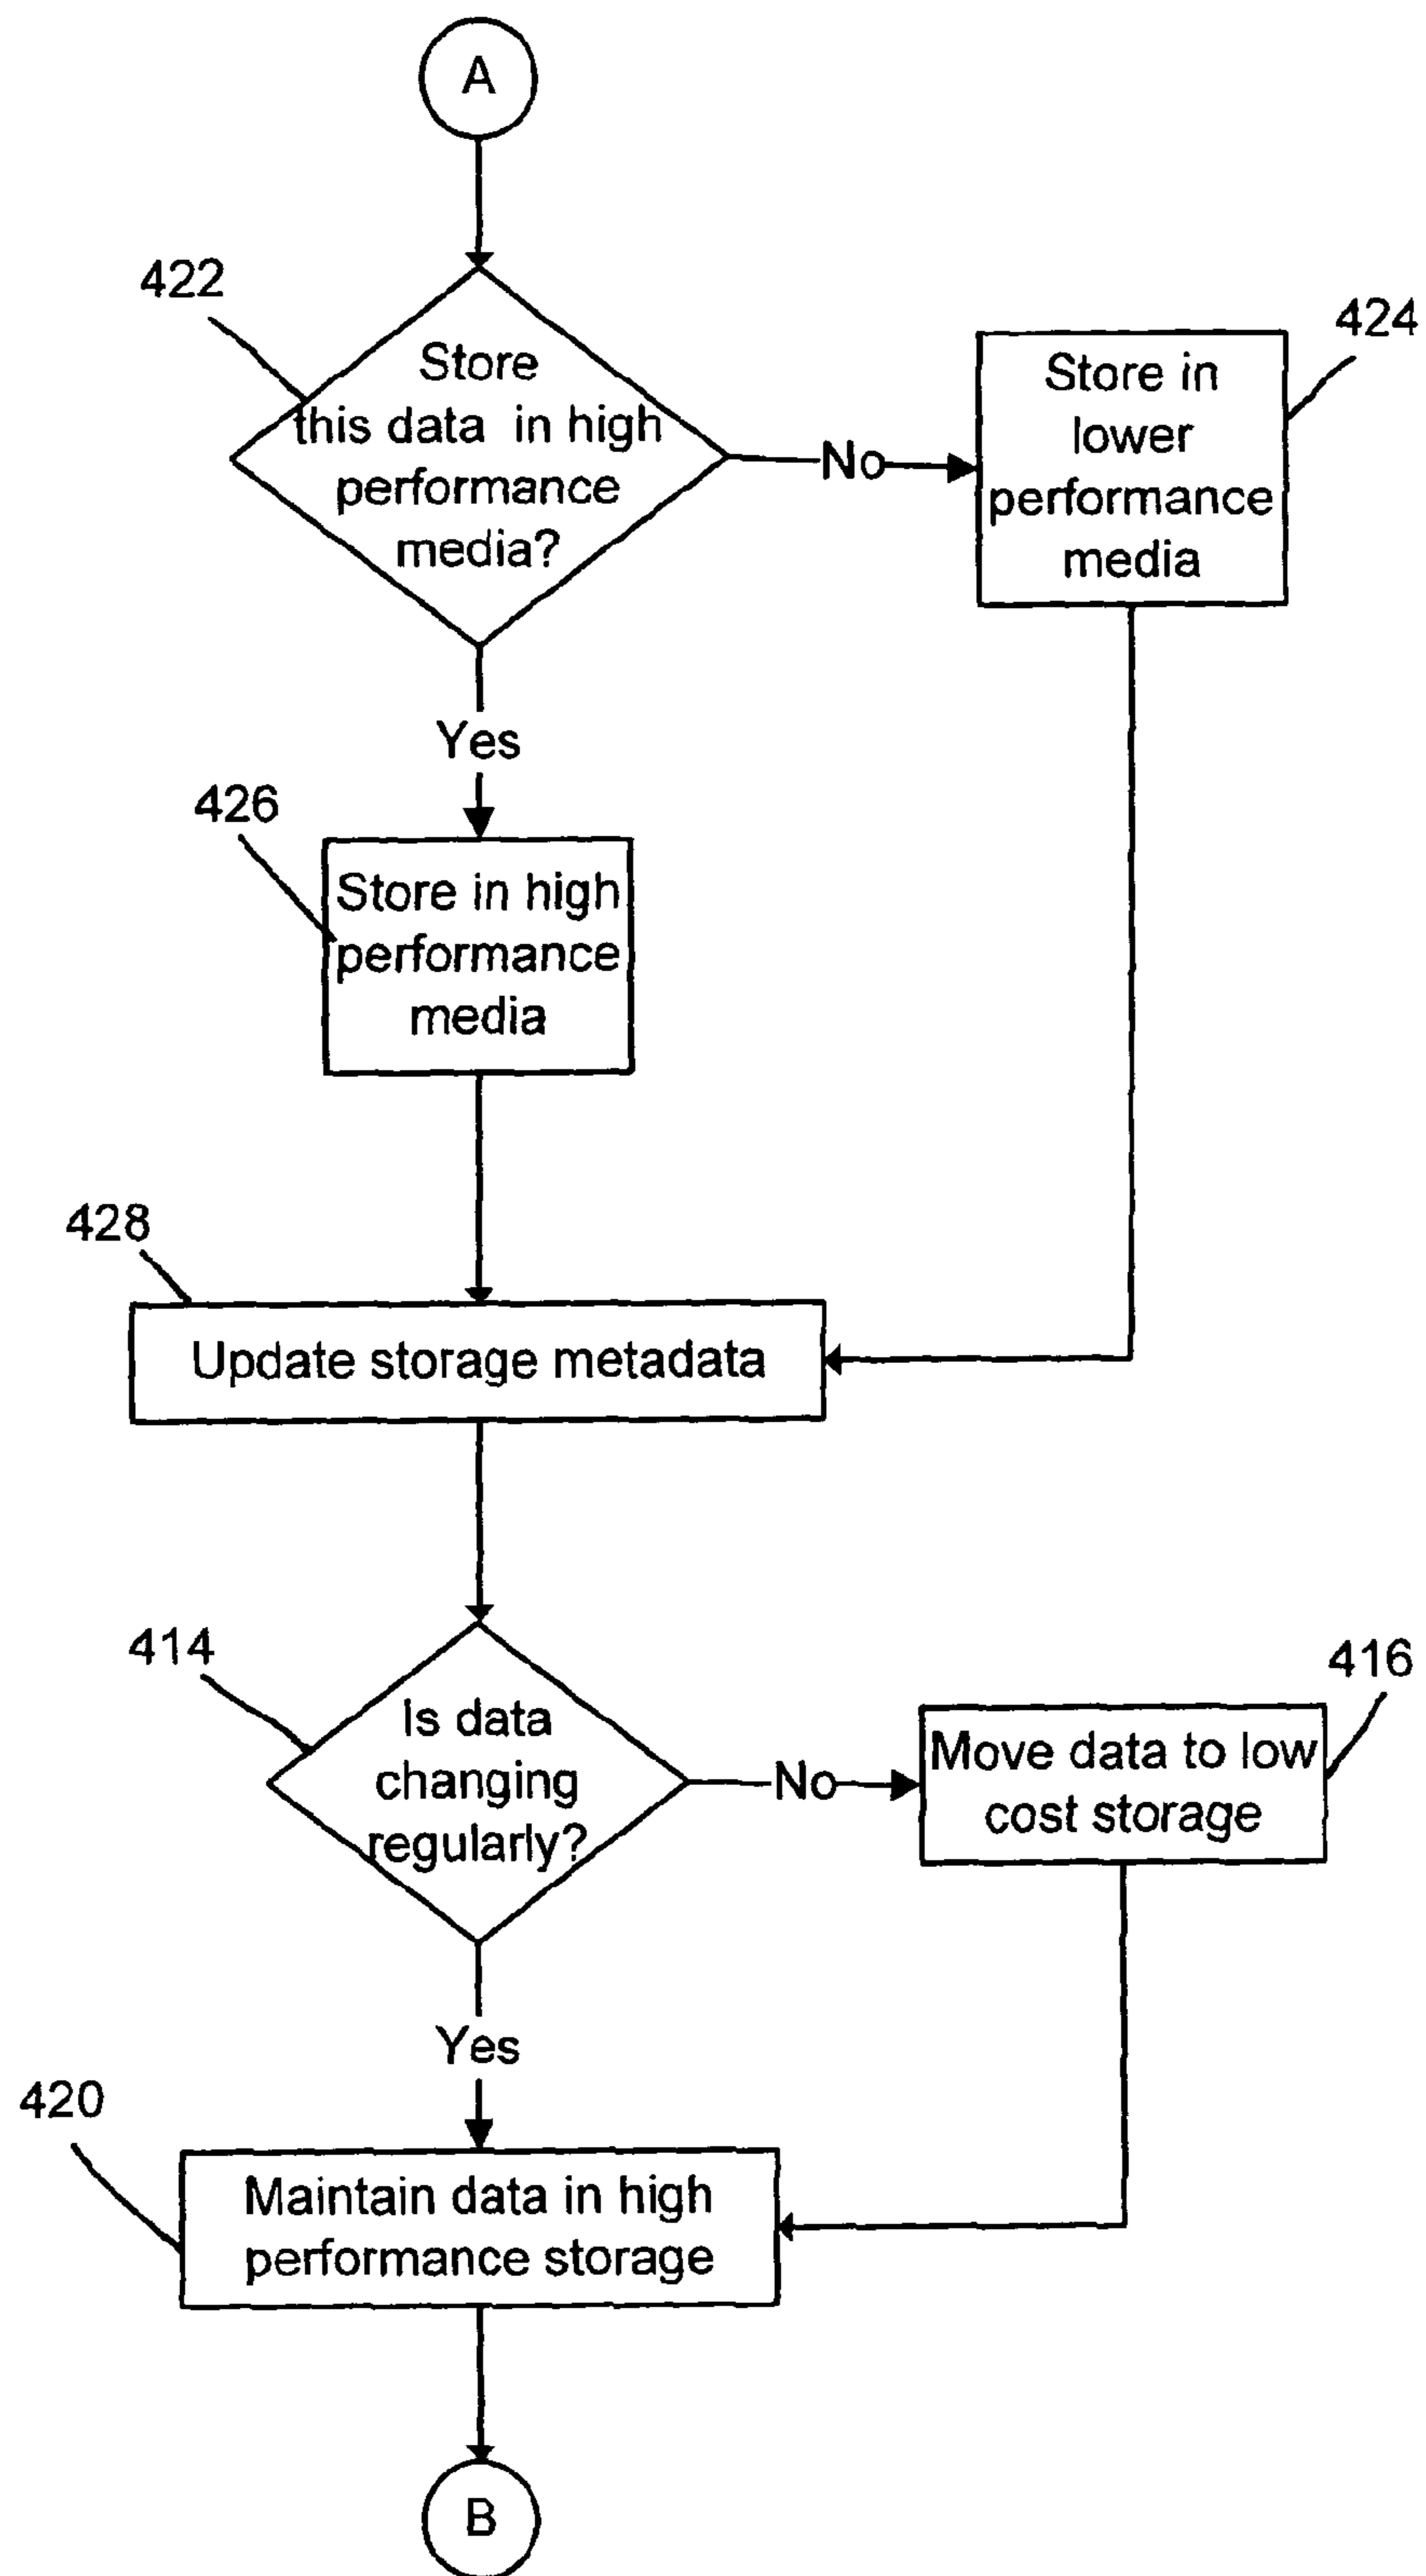 A
422
Store
this data in high
performance
media?
No
424
Store in
lower
performance
media
Yes
426
Store in high
performance
media
428
Update storage metadata
414
Is data
changing
regularly?
No
416
Move data to low
cost storage
Yes
420
Maintain data in high
performance storage
B